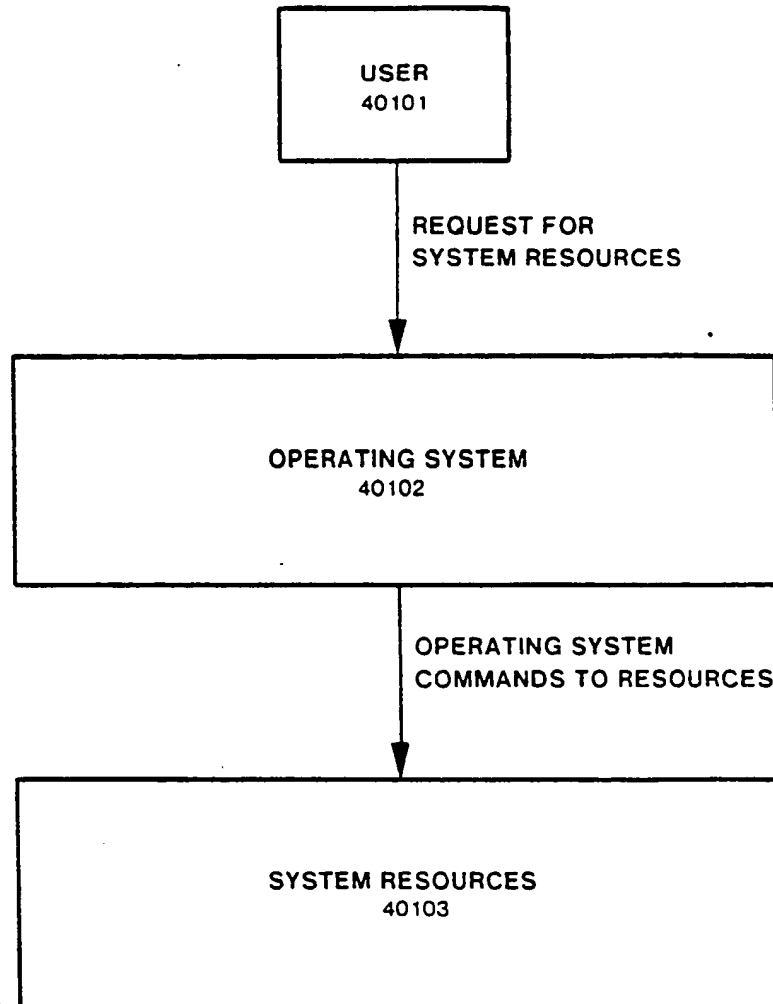 USER
40101
REQUEST FOR
SYSTEM RESOURCES
OPERATING SYSTEM
40102
OPERATING SYSTEM
COMMANDS TO RESOURCES
SYSTEM RESOURCES
40103